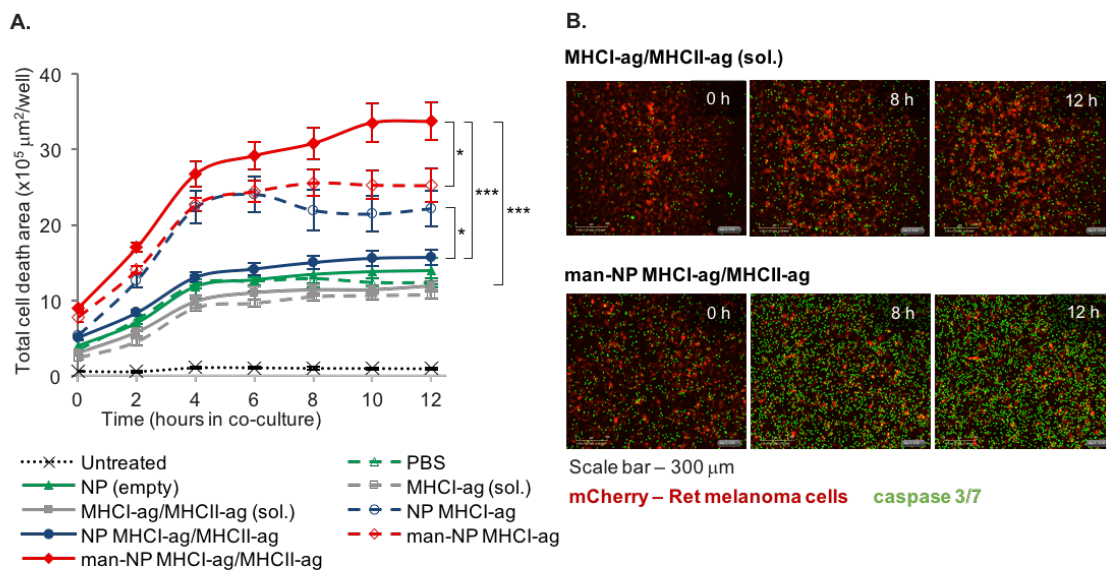 A.
B.
Total cell death area (x10⁵ µm²/well)
40
30
20
10
0
0 2 4 6 8 10 12
Time (hours in co-culture)
*
***
***
*
Untreated
PBS
NP (empty)
MHCI-ag (sol.)
MHCI-ag/MHCII-ag (sol.)
NP MHCI-ag
NP MHCI-ag/MHCII-ag
man-NP MHCI-ag
man-NP MHCI-ag/MHCII-ag
MHCI-ag/MHCII-ag (sol.)
0 h
8 h
12 h
man-NP MHCI-ag/MHCII-ag
0 h
8 h
12 h
Scale bar – 300 µm
mCherry – Ret melanoma cells caspase 3/7